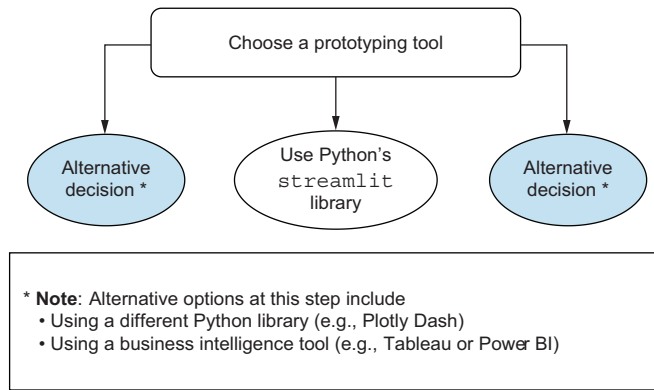 Choose a prototyping tool
Alternative
decision *
Use Python's
streamlit
library
Alternative
decision *
* Note: Alternative options at this step include
• Using a different Python library (e.g., Plotly Dash)
• Using a business intelligence tool (e.g., Tableau or Power BI)